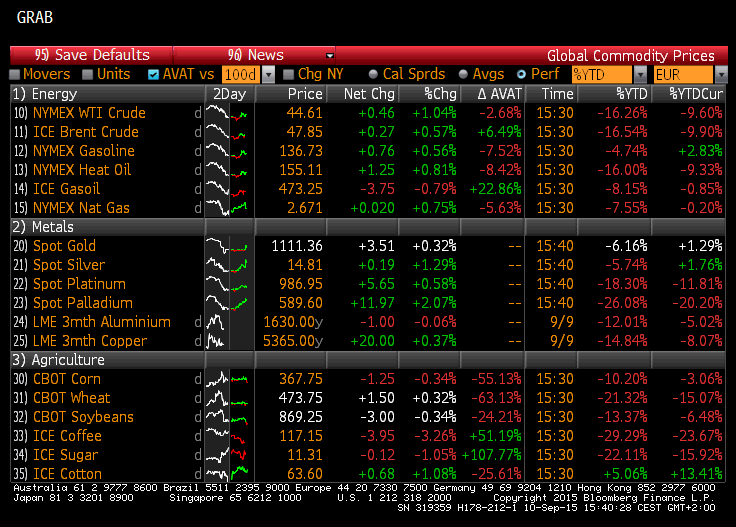 GRAB
95) Save Defaults 96) News Global Commodity Prices
Movers Units AVAT vs 100d Chg NY Cal Sprds Avgs Perf %YTD EUR
1) Energy 2Day Price Net Chg %Chg Δ AVAT Time %YTD %YTDCur
10) NYMEX WTI Crude d 44.61 +0.46 +1.04% -2.68% 15:30 -16.26% -9.60%
11) ICE Brent Crude d 47.85 +0.27 +0.57% +6.49% 15:30 -16.54% -9.90%
12) NYMEX Gasoline d 136.73 +0.76 +0.56% -7.52% 15:30 -4.74% +2.83%
13) NYMEX Heat Oil d 155.11 +1.25 +0.81% -8.42% 15:30 -16.00% -9.33%
14) ICE Gasoil d 473.25 -3.75 -0.79% +22.86% 15:30 -8.15% -0.85%
15) NYMEX Nat Gas d 2.671 +0.020 +0.75% -5.63% 15:30 -7.55% -0.20%
2) Metals
20) Spot Gold 1111.36 +3.51 +0.32% -- 15:40 -6.16% +1.29%
21) Spot Silver 14.81 +0.19 +1.29% -- 15:40 -5.74% +1.76%
22) Spot Platinum 986.95 +5.65 +0.58% -- 15:40 -18.30% -11.81%
23) Spot Palladium 589.60 +11.97 +2.07% -- 15:40 -26.08% -20.20%
24) LME 3mth Aluminium d 1630.00y -1.00 -0.06% -- 9/9 -12.01% -5.02%
25) LME 3mth Copper d 5365.00y +20.00 +0.37% -- 9/9 -14.84% -8.07%
3) Agriculture
30) CBOT Corn d 367.75 -1.25 -0.34% -55.13% 15:30 -10.20% -3.06%
31) CBOT Wheat d 473.75 +1.50 +0.32% -63.13% 15:30 -21.32% -15.07%
32) CBOT Soybeans d 869.25 -3.00 -0.34% -24.21% 15:30 -13.37% -6.48%
33) ICE Coffee d 117.15 -3.95 -3.26% +51.19% 15:30 -29.29% -23.67%
34) ICE Sugar d 11.31 -0.12 -1.05% +107.77% 15:30 -22.11% -15.92%
35) ICE Cotton d 63.60 +0.68 +1.08% -25.61% 15:30 +5.06% +13.41%
Australia 61 2 9777 8600 Brazil 5511 2395 9000 Europe 44 20 7330 7500 Germany 49 69 9204 1210 Hong Kong 852 2977 6000
Japan 81 3 3201 8900 Singapore 65 6212 1000 U.S. 1 212 318 2000 Copyright 2015 Bloomberg Finance L.P.
SN 319359 H178-212-1 10-Sep-15 15:40:28 CEST GMT+2:00